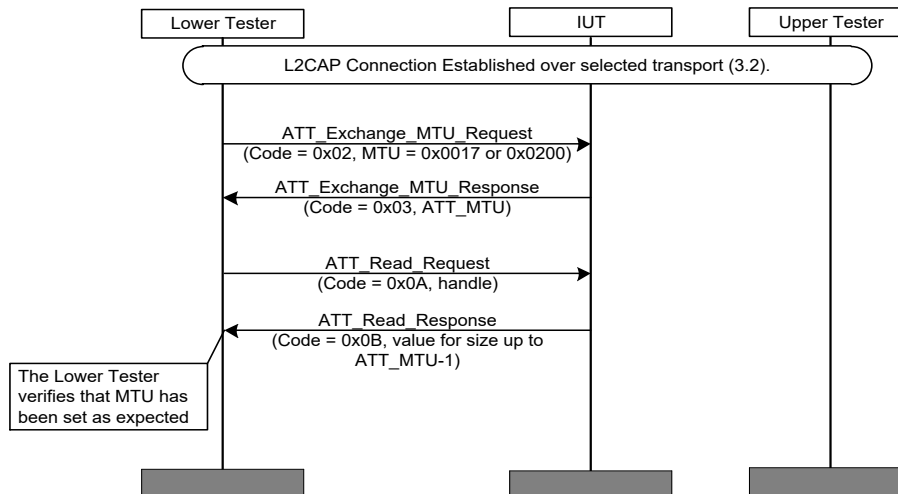 Lower Tester
IUT
Upper Tester
L2CAP Connection Established over selected transport (3.2).
ATT_Exchange_MTU_Request
(Code = 0x02, MTU = 0x0017 or 0x0200)
ATT_Exchange_MTU_Response
(Code = 0x03, ATT_MTU)
ATT_Read_Request
(Code = 0x0A, handle)
ATT_Read_Response
(Code = 0x0B, value for size up to
ATT_MTU-1)
The Lower Tester
verifies that MTU has
been set as expected